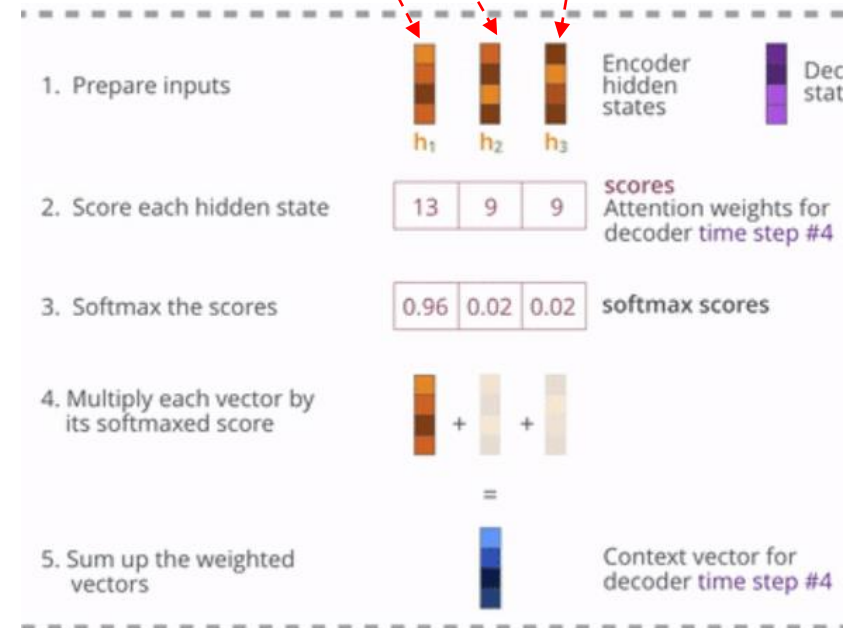 1. Prepare inputs
h₁ h₂ h₃
Encoder
hidden
states
2. Score each hidden state
13 9 9
scores
Attention weights for
decoder time step #4
3. Softmax the scores
0.96 0.02 0.02
softmax scores
4. Multiply each vector by
its softmaxed score
+ +
=
5. Sum up the weighted
vectors
Context vector for
decoder time step #4